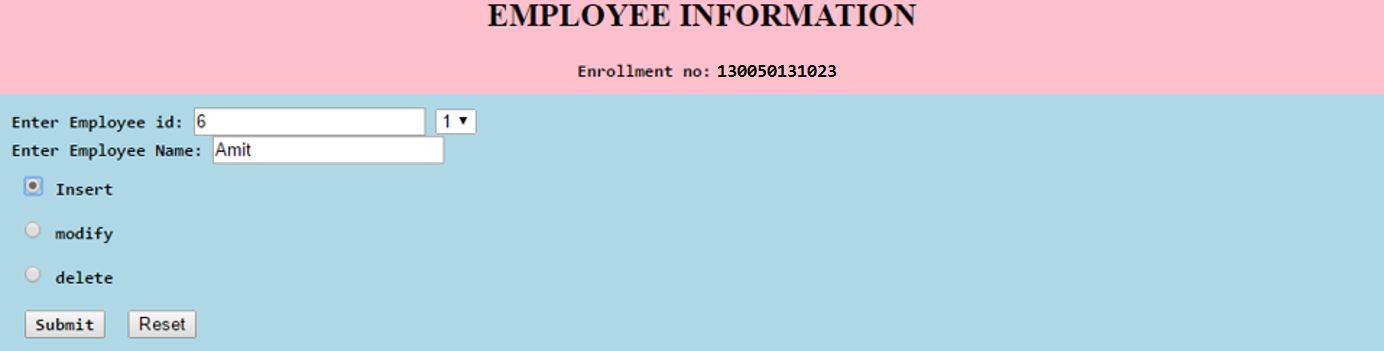 EMPLOYEE INFORMATION
Enrollment no: 130050131023
Enter Employee id: 6 1
Enter Employee Name: Amit
Insert
modify
delete
Submit Reset